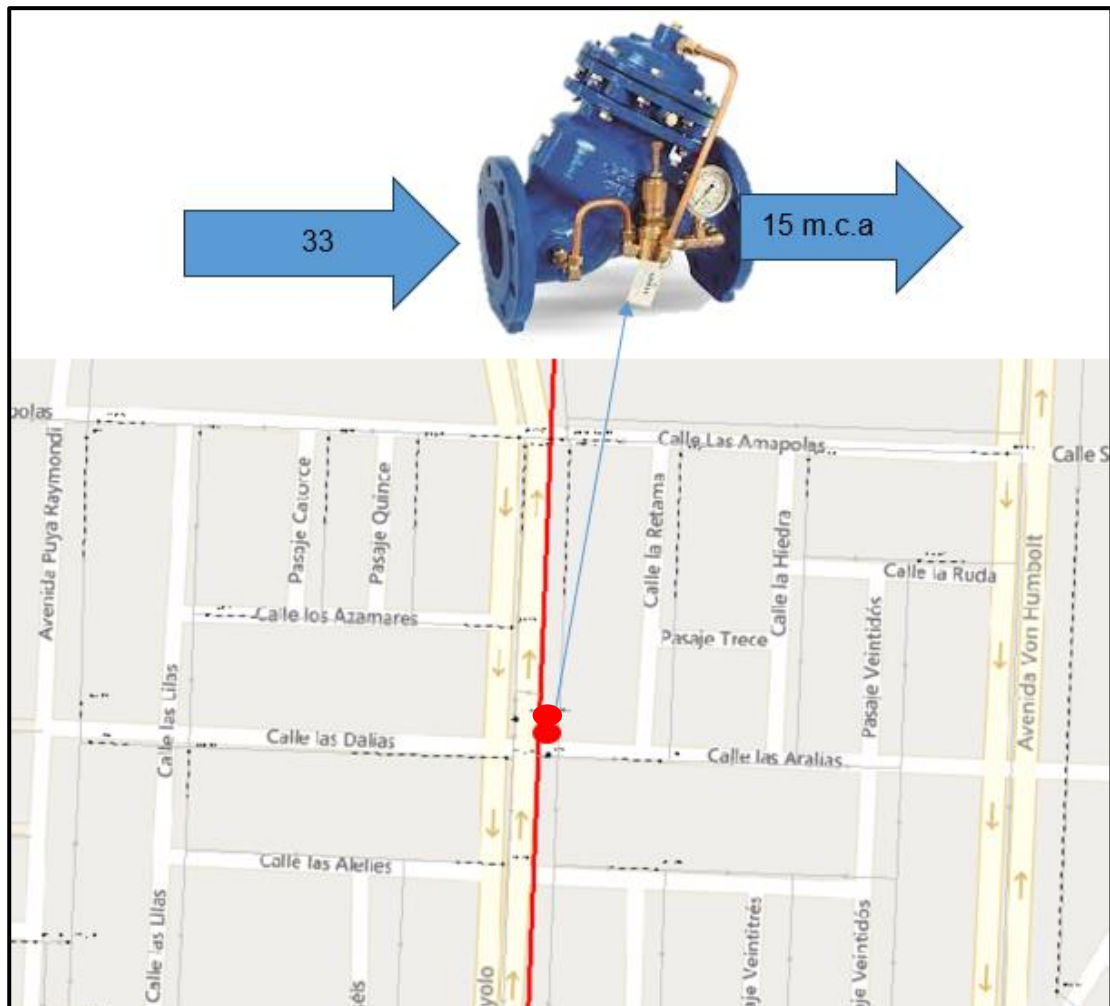 33
15 m.c.a
polas
Calle Las Amapolas
Calle S
Avenida Puya Raymondi
Pasaje Catorce
Pasaje Quince
Calle la Retama
Calle la Hiedra
Calle la Ruda
Avenida Von Humbolt
Calle los Azamares
Pasaje Trece
Pasaje Veintidós
Calle las Lilas
Calle las Dalias
Calle las Aralias
Calle las Alelies
Calle las Lilas
éis
yolo
Pasaje Veintitrés
aje Veintidós